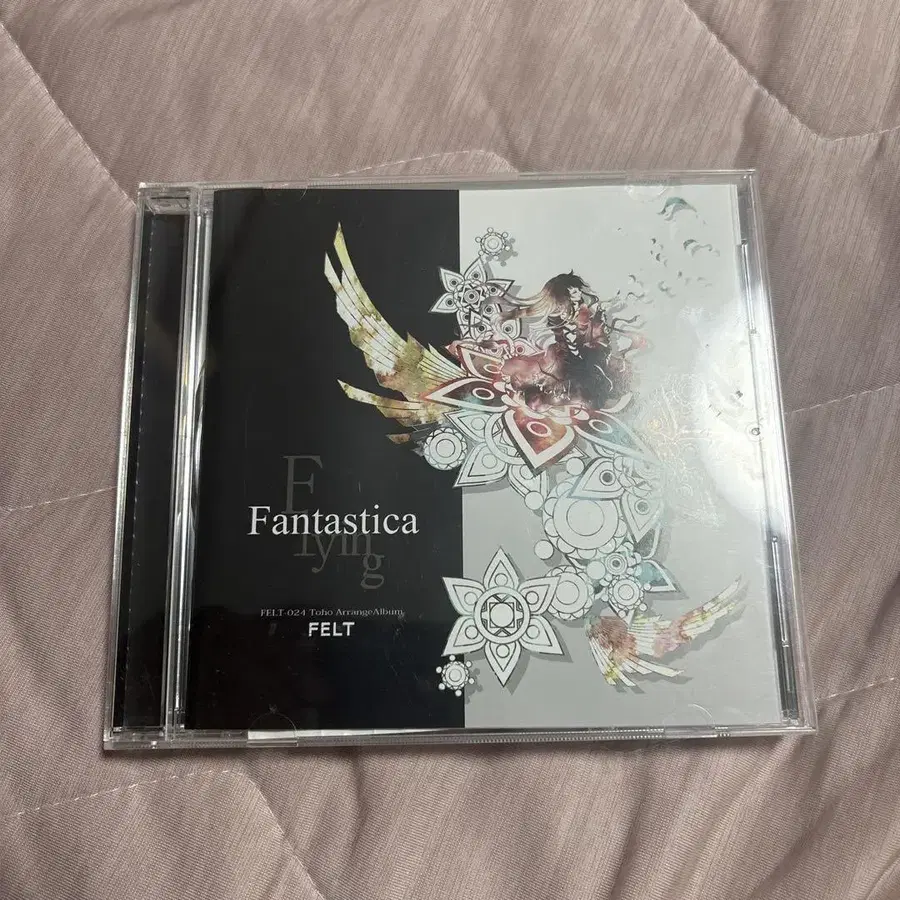 Flying
Fantastica
FELT-024 Toho ArrangeAlbum
FELT